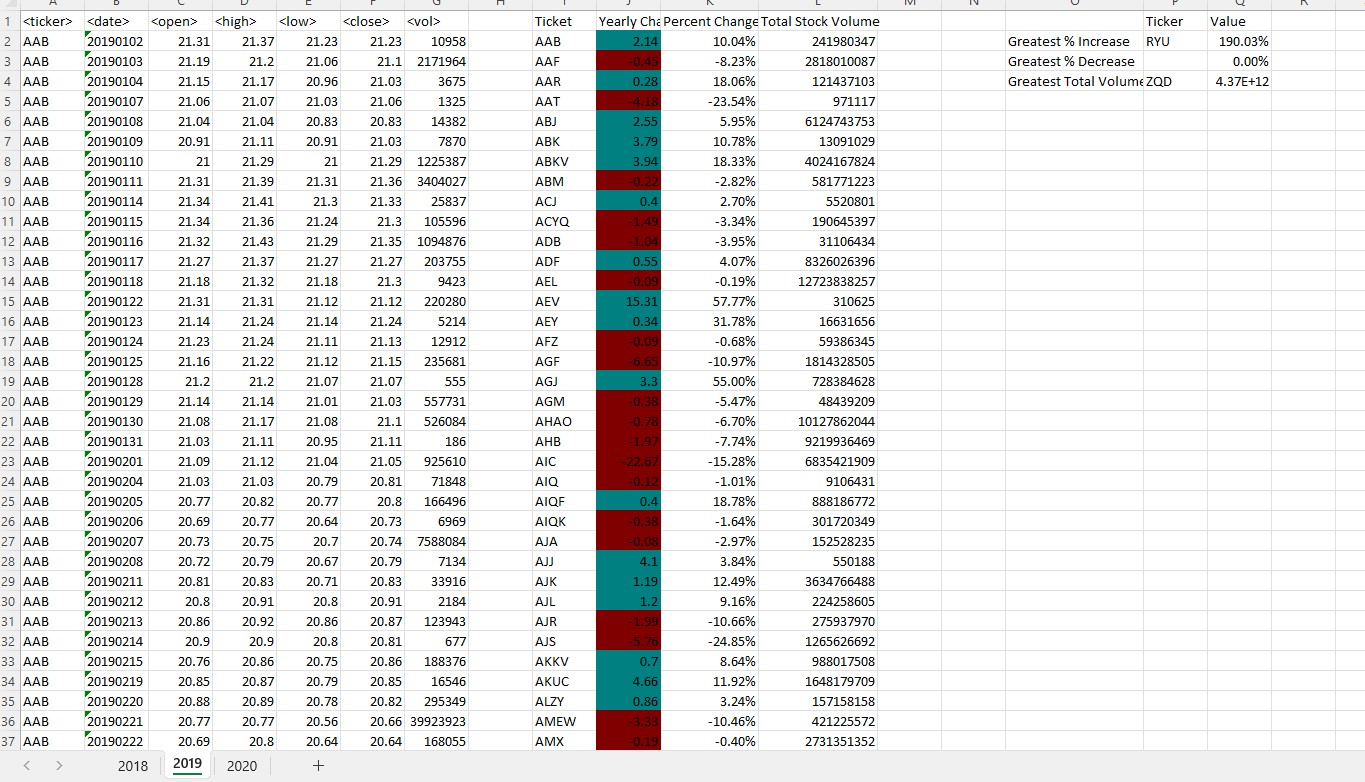 1 <ticker> <date> <open> <high> <low> <close> <vol> Ticket Yearly Cha Percent Change Total Stock Volume Ticker Value
2 AAB 20190102 21.31 21.37 21.23 21.23 10958 AAB 2.14 10.04% 241980347 Greatest % Increase RYU 190.03%
3 AAB 20190103 21.19 21.2 21.06 21.1 2171964 AAF -0.45 -8.23% 2818010087 Greatest % Decrease 0.00%
4 AAB 20190104 21.15 21.17 20.96 21.03 3675 AAR 0.28 18.06% 121437103 Greatest Total Volume ZQD 4.37E+12
5 AAB 20190107 21.06 21.07 21.03 21.06 1325 AAT -4.18 -23.54% 971117
6 AAB 20190108 21.04 21.04 20.83 20.83 14382 ABJ 2.55 5.95% 6124743753
7 AAB 20190109 20.91 21.11 20.91 21.03 7870 ABK 3.79 10.78% 13091029
8 AAB 20190110 21 21.29 21 21.29 1225387 ABKV 3.94 18.33% 4024167824
9 AAB 20190111 21.31 21.39 21.31 21.36 3404027 ABM -0.22 -2.82% 581771223
10 AAB 20190114 21.34 21.41 21.3 21.33 25837 ACJ 0.4 2.70% 5520801
11 AAB 20190115 21.34 21.36 21.24 21.3 105596 ACYQ -1.49 -3.34% 190645397
12 AAB 20190116 21.32 21.43 21.29 21.35 1094876 ADB -1.04 -3.95% 31106434
13 AAB 20190117 21.27 21.37 21.27 21.27 203755 ADF 0.55 4.07% 8326026396
14 AAB 20190118 21.18 21.32 21.18 21.3 9423 AEL -0.09 -0.19% 12723838257
15 AAB 20190122 21.31 21.31 21.12 21.12 220280 AEV 15.31 57.77% 310625
16 AAB 20190123 21.14 21.24 21.14 21.24 5214 AEY 0.34 31.78% 16631656
17 AAB 20190124 21.23 21.24 21.11 21.13 12912 AFZ -0.09 -0.68% 59386345
18 AAB 20190125 21.16 21.22 21.12 21.15 235681 AGF -6.65 -10.97% 1814328505
19 AAB 20190128 21.2 21.2 21.07 21.07 555 AGJ 3.3 55.00% 728384628
20 AAB 20190129 21.14 21.14 21.01 21.03 557731 AGM -0.38 -5.47% 48439209
21 AAB 20190130 21.08 21.17 21.08 21.1 526084 AHAO -0.78 -6.70% 10127862044
22 AAB 20190131 21.03 21.11 20.95 21.11 186 AHB -1.97 -7.74% 9219936469
23 AAB 20190201 21.09 21.12 21.04 21.05 925610 AIC -22.67 -15.28% 6835421909
24 AAB 20190204 21.03 21.03 20.79 20.81 71848 AIQ -0.12 -1.01% 9106431
25 AAB 20190205 20.77 20.82 20.77 20.8 166496 AIQF 0.4 18.78% 888186772
26 AAB 20190206 20.69 20.77 20.64 20.73 6969 AIQK -0.38 -1.64% 301720349
27 AAB 20190207 20.73 20.75 20.7 20.74 7588084 AJA -0.08 -2.97% 152528235
28 AAB 20190208 20.72 20.79 20.67 20.79 7134 AJJ 4.1 3.84% 550188
29 AAB 20190211 20.81 20.83 20.71 20.83 33916 AJK 1.19 12.49% 3634766488
30 AAB 20190212 20.8 20.91 20.8 20.91 2184 AJL 1.2 9.16% 224258605
31 AAB 20190213 20.86 20.92 20.86 20.87 123943 AJR -1.99 -10.66% 275937970
32 AAB 20190214 20.9 20.9 20.8 20.81 677 AJS -5.76 -24.85% 1265626692
33 AAB 20190215 20.76 20.86 20.75 20.86 188376 AKKV 0.7 8.64% 988017508
34 AAB 20190219 20.85 20.87 20.79 20.85 16546 AKUC 4.66 11.92% 1648179709
35 AAB 20190220 20.88 20.89 20.78 20.82 295349 ALZY 0.86 3.24% 157158158
36 AAB 20190221 20.77 20.77 20.56 20.66 39923923 AMEW -3.33 -10.46% 421225572
37 AAB 20190222 20.69 20.8 20.64 20.64 168055 AMX -0.19 -0.40% 2731351352
2018 2019 2020